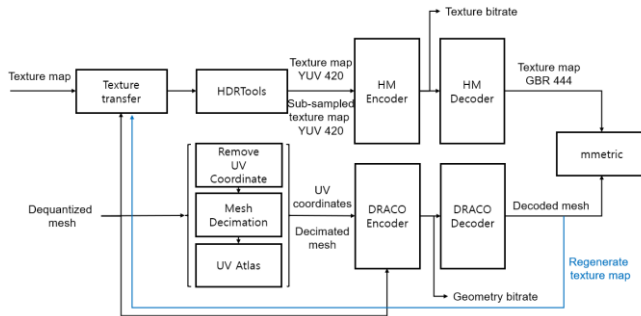 Texture bitrate
Texture map
Texture
transfer
HDRTools
Texture map
YUV 420
Sub-sampled
texture map
YUV 420
HM
Encoder
HM
Decoder
Texture map
GBR 444
mmetric
Dequantized
mesh
Remove
UV
Coordinate
Mesh
Decimation
UV Atlas
UV
coordinates
Decimated
mesh
DRACO
Encoder
DRACO
Decoder
Decoded mesh
Regenerate
texture map
Geometry bitrate